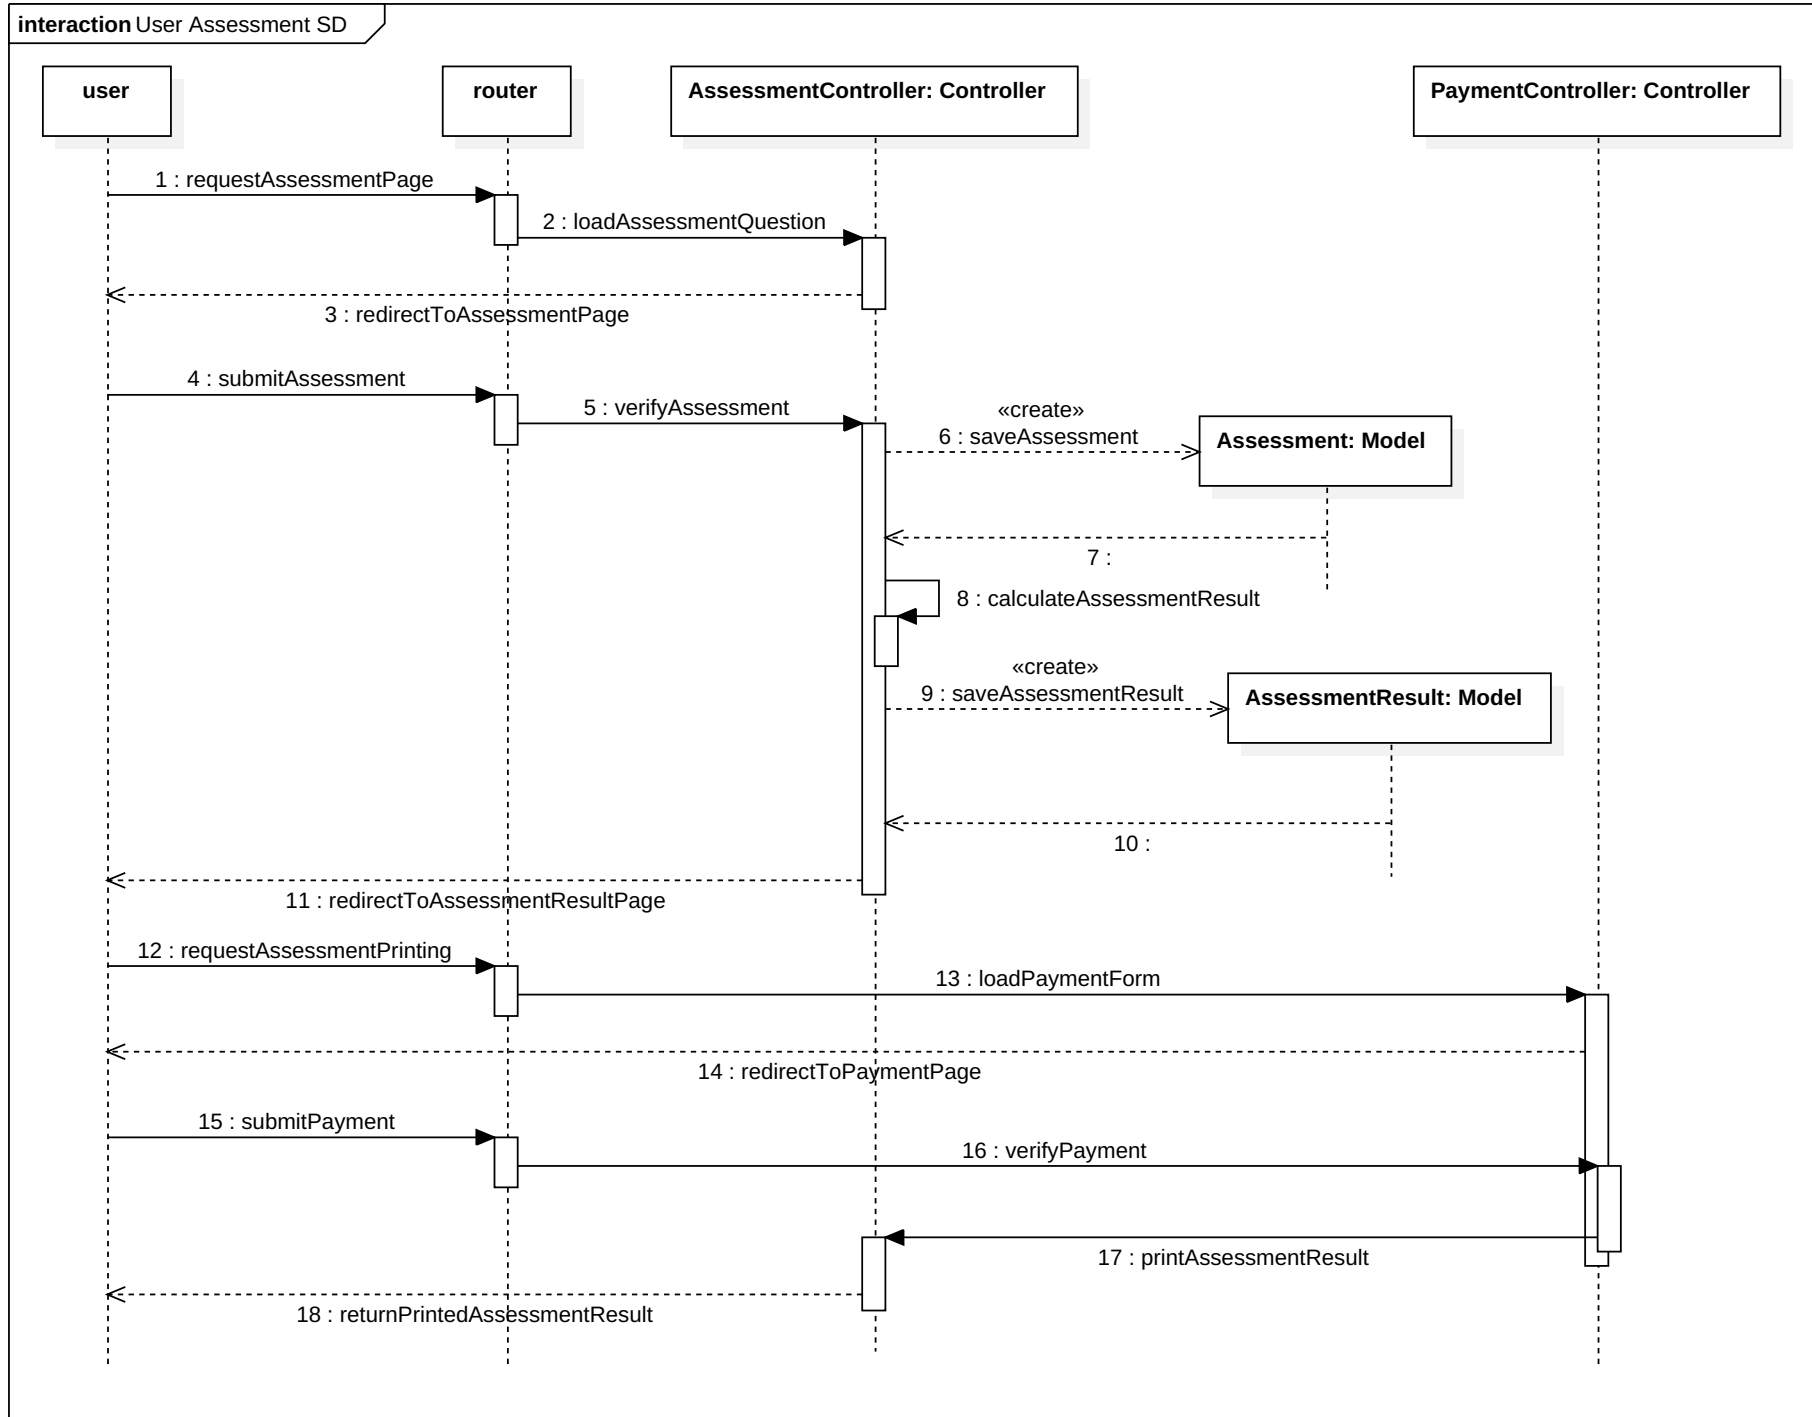 interaction User Assessment SD
user
router
AssessmentController: Controller
PaymentController: Controller
1 : requestAssessmentPage
2 : loadAssessmentQuestion
3 : redirectToAssessmentPage
4 : submitAssessment
5 : verifyAssessment
«create»
6 : saveAssessment
Assessment: Model
7 :
8 : calculateAssessmentResult
«create»
9 : saveAssessmentResult
AssessmentResult: Model
10 :
11 : redirectToAssessmentResultPage
12 : requestAssessmentPrinting
13 : loadPaymentForm
14 : redirectToPaymentPage
15 : submitPayment
16 : verifyPayment
17 : printAssessmentResult
18 : returnPrintedAssessmentResult